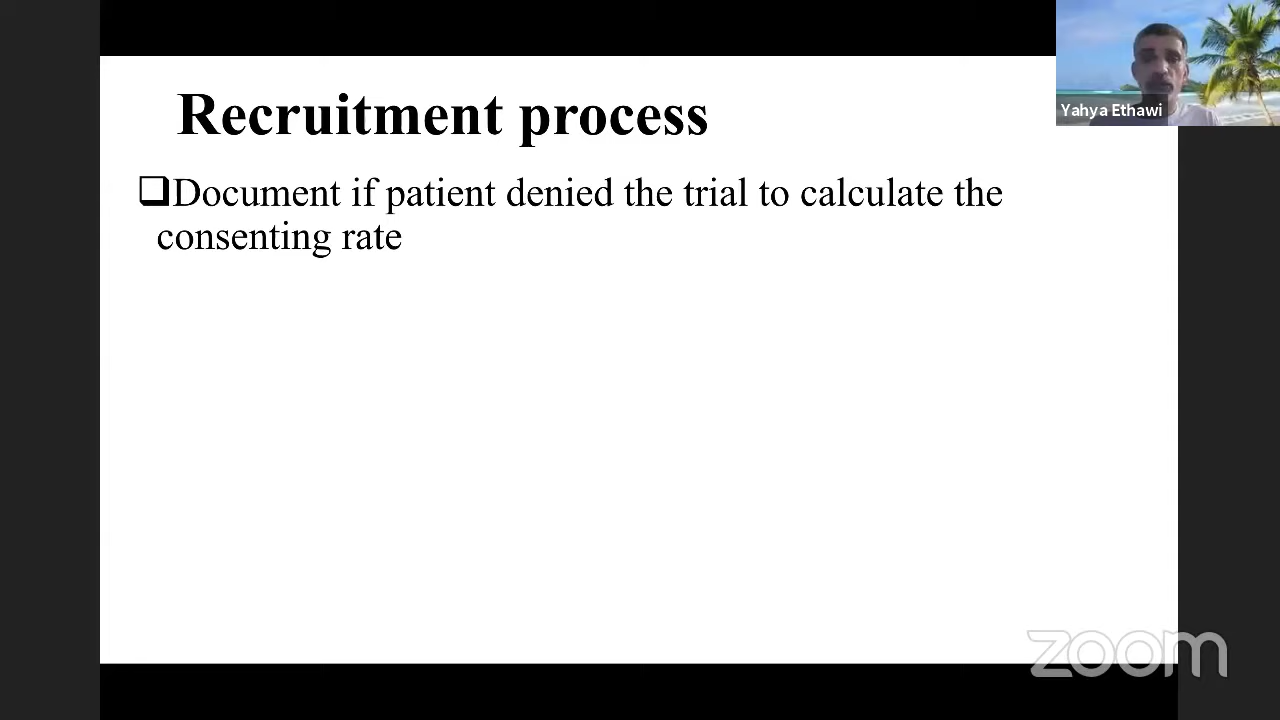 Recruitment process
Yahya Ethawi
❑Document if patient denied the trial to calculate the
consenting rate
zoom